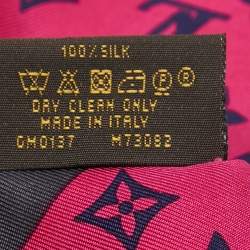 100% SILK
DRY CLEAN ONLY
MADE IN ITALY
GM0137 M73082